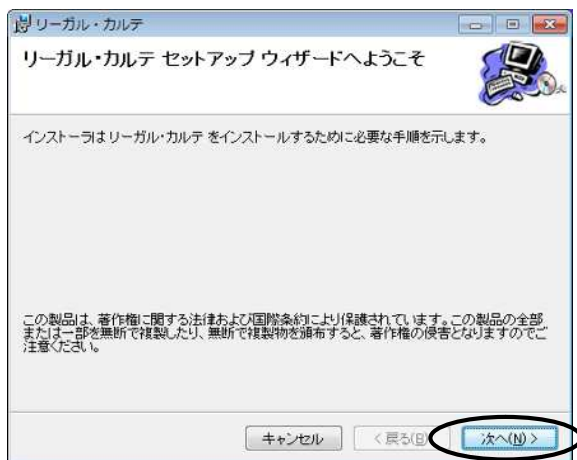 リーガル・カルテ
リーガル・カルテ セットアップ ウィザードへようこそ
インストーラはリーガル・カルテ をインストールするために必要な手順を示します。
この製品は、著作権に関する法律および国際条約により保護されています。この製品の全部
または一部を無断で複製したり、無断で複製物を頒布すると、著作権の侵害となりますのでご
注意ください。
キャンセル < 戻る(B) 次へ(N) >